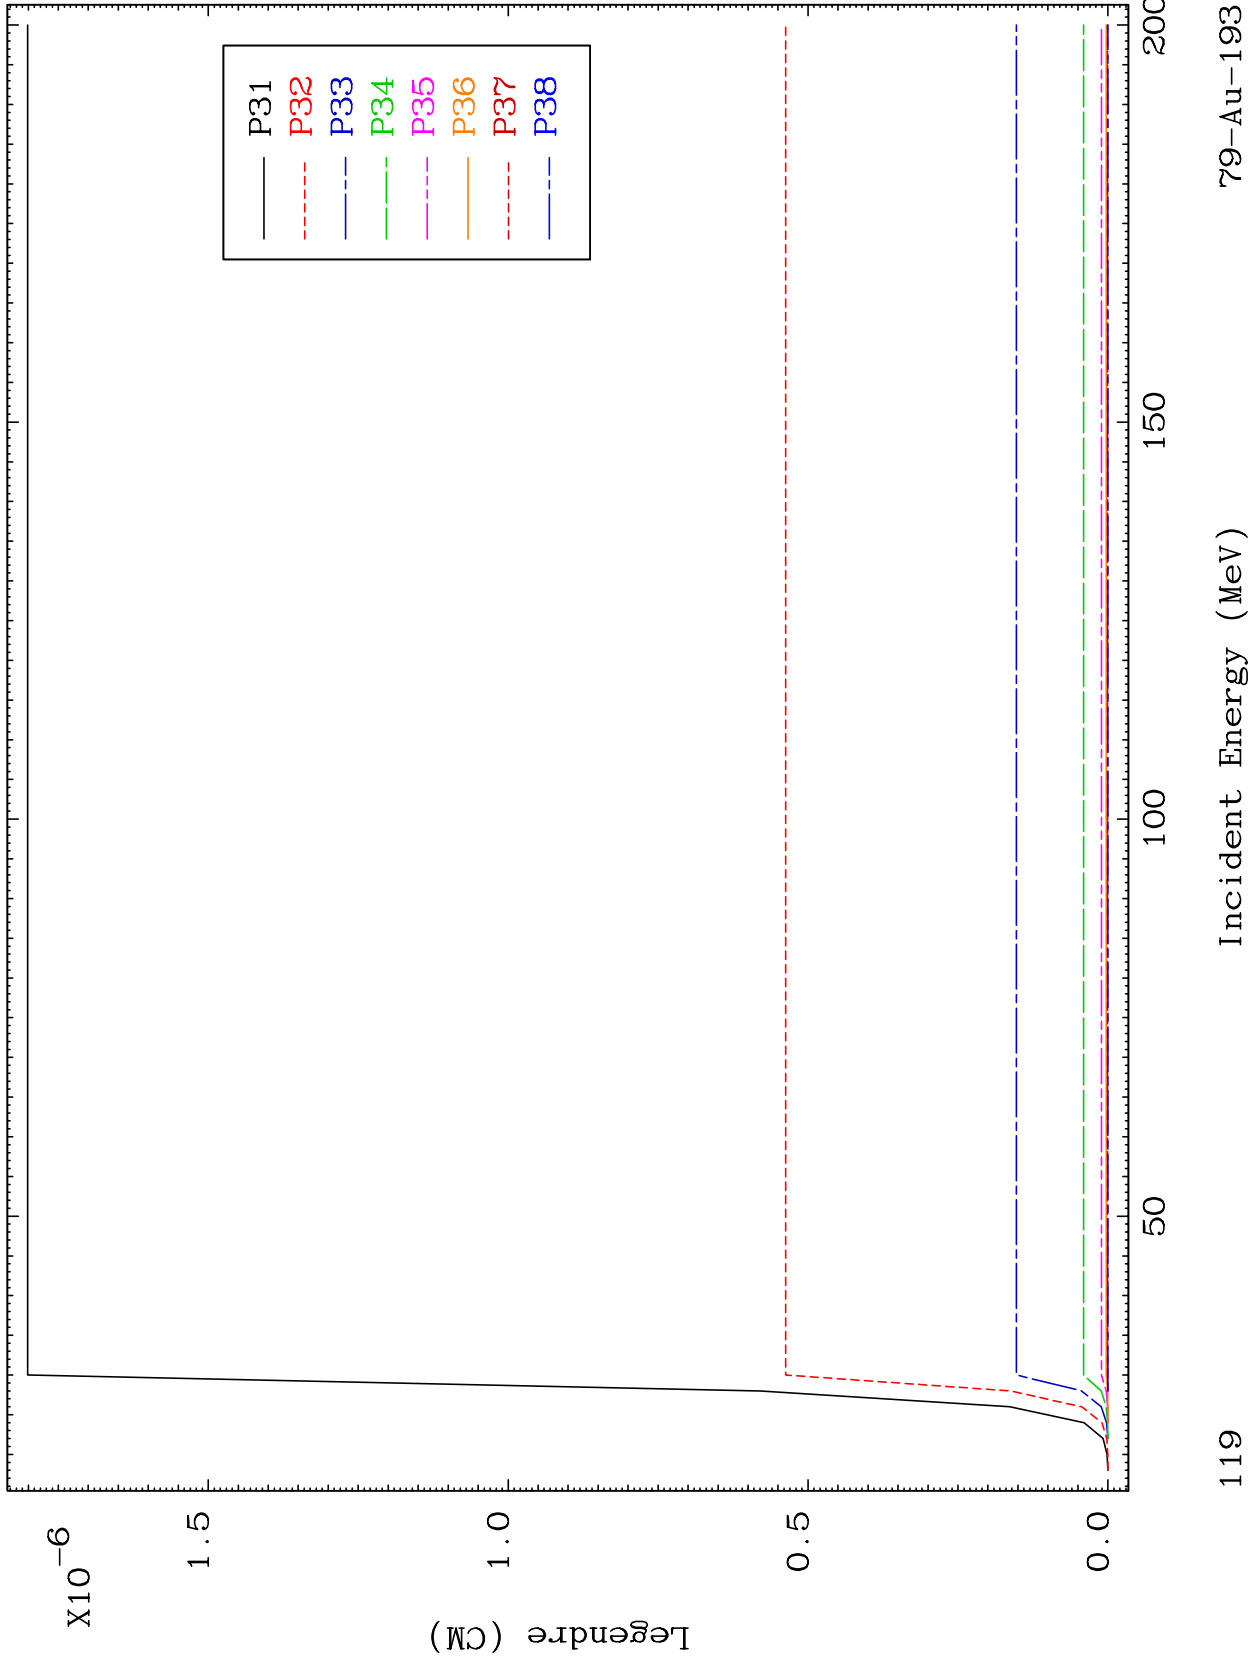 X10-6
1.5
1.0
0.5
0.0
Legendre (CM)
P31
P32
P33
P34
P35
P36
P37
P38
50
100
150
200
Incident Energy (MeV)
119
79-Au-193